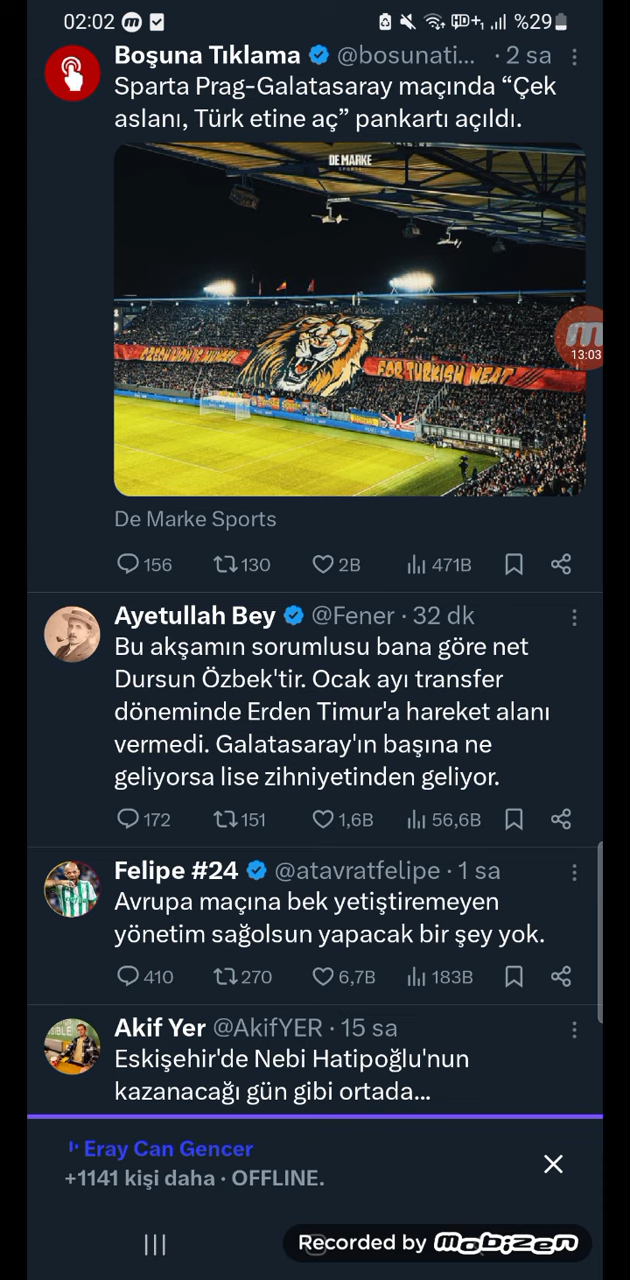 02:02
HD+ %29
Boşuna Tıklama @bosunati... · 2 sa
Sparta Prag-Galatasaray maçında “Çek
aslanı, Türk etine aç” pankartı açıldı.
DE MARKE
SPORTS
CZECH LION IS HUNGRY
FOR TURKISH MEAT
13:03
De Marke Sports
156 130 2B 471B
Ayetullah Bey @Fener · 32 dk
Bu akşamın sorumlusu bana göre net
Dursun Özbek'tir. Ocak ayı transfer
döneminde Erden Timur'a hareket alanı
vermedi. Galatasaray'ın başına ne
geliyorsa lise zihniyetinden geliyor.
172 151 1,6B 56,6B
Felipe #24 @atavratfelipe · 1 sa
Avrupa maçına bek yetiştiremeyen
yönetim sağolsun yapacak bir şey yok.
410 270 6,7B 183B
Akif Yer @AkifYER · 15 sa
Eskişehir'de Nebi Hatipoğlu'nun
kazanacağı gün gibi ortada...
Eray Can Gencer
+1141 kişi daha · OFFLINE.
Recorded by mobizen